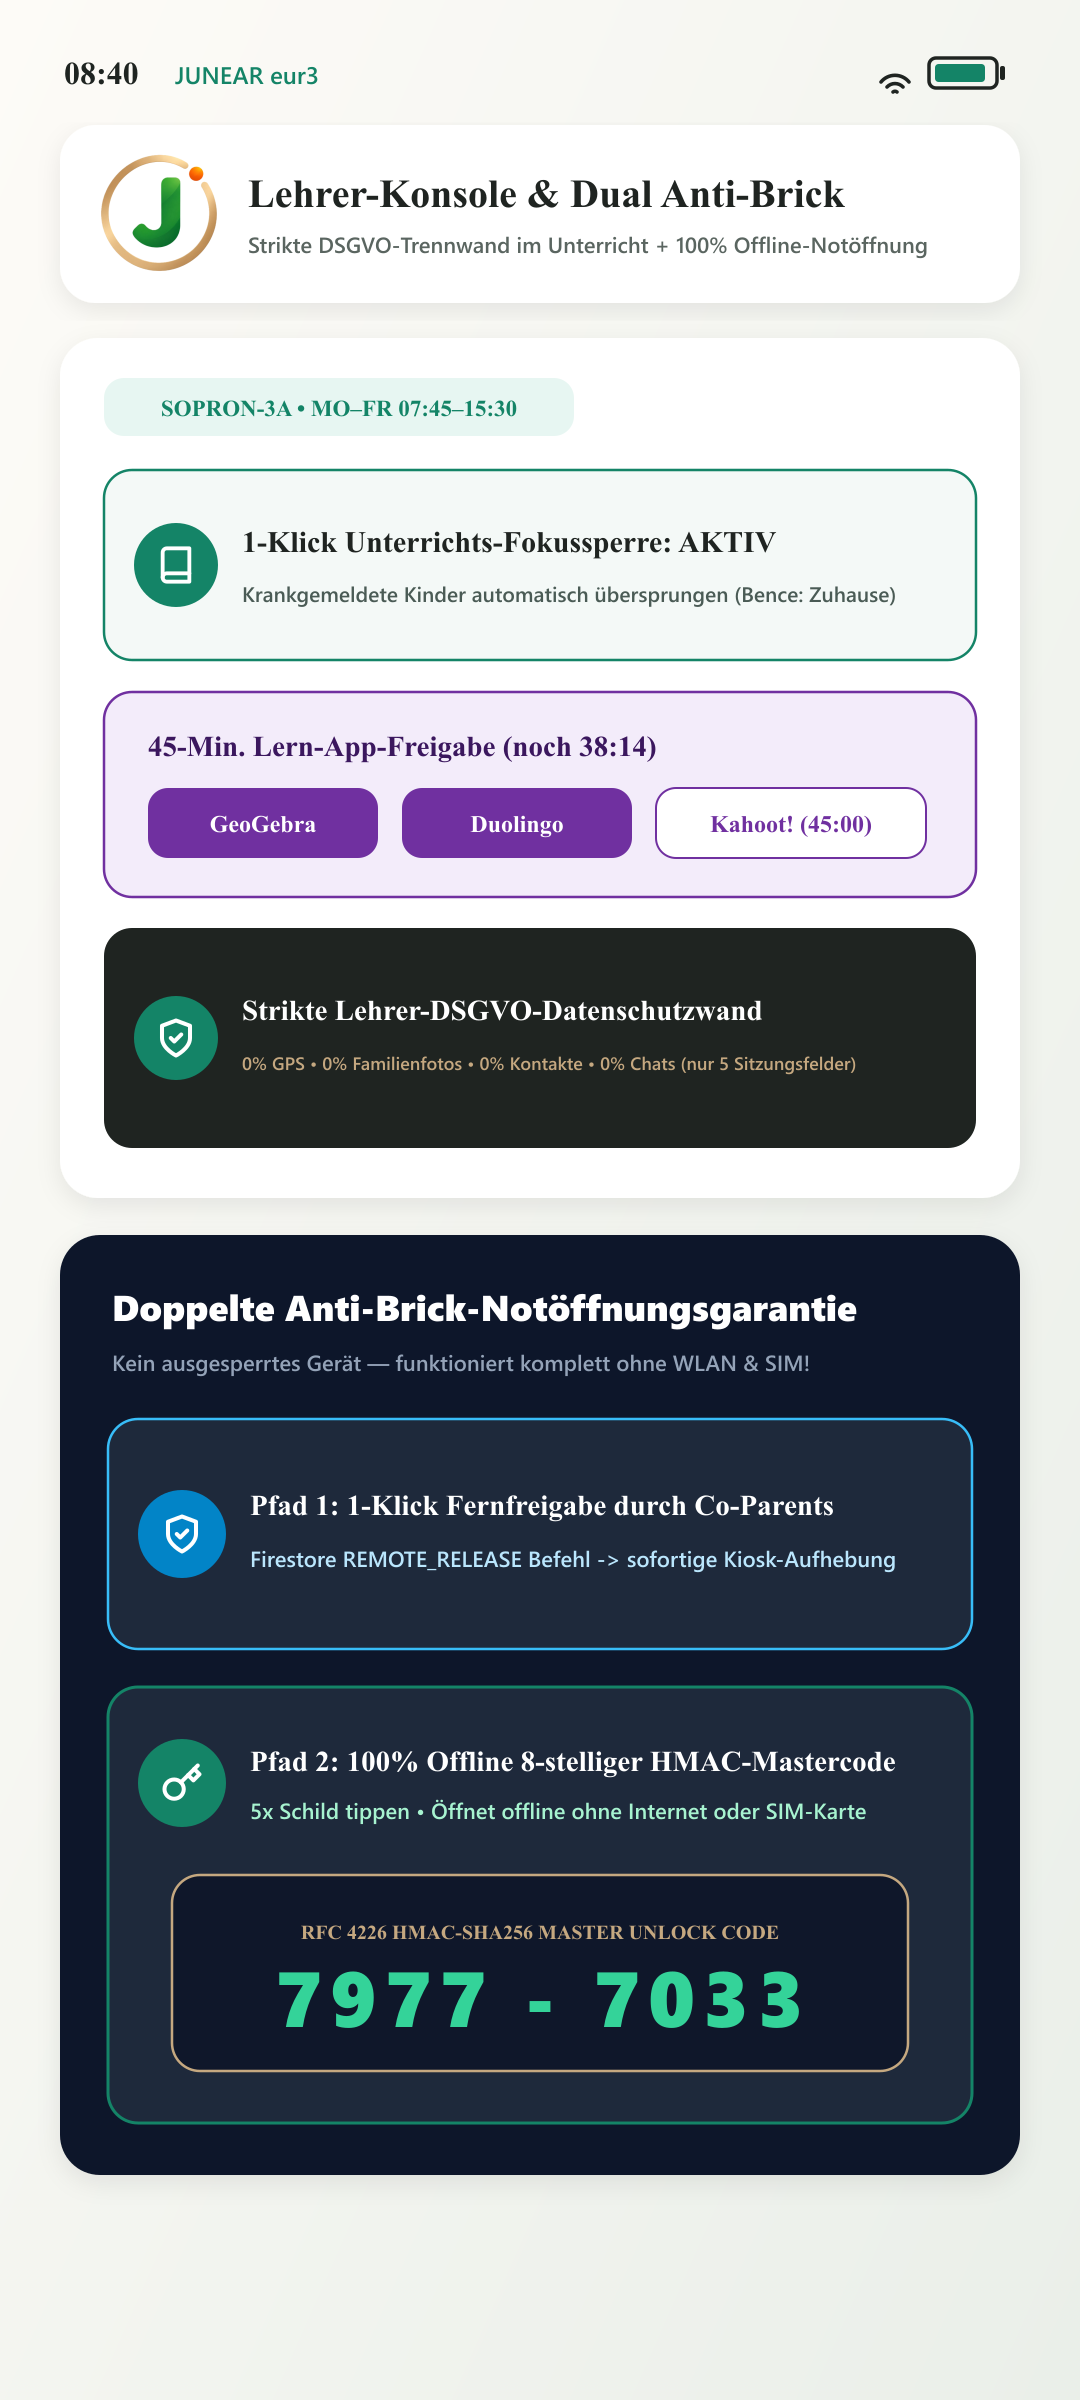 08:40 JUNEAR eur3
Lehrer-Konsole & Dual Anti-Brick
Strikte DSGVO-Trennwand im Unterricht + 100% Offline-Notöffnung
SOPRON-3A • MO–FR 07:45–15:30
1-Klick Unterrichts-Fokussperre: AKTIV
Krankgemeldete Kinder automatisch übersprungen (Bence: Zuhause)
45-Min. Lern-App-Freigabe (noch 38:14)
GeoGebra Duolingo Kahoot! (45:00)
Strikte Lehrer-DSGVO-Datenschutzwand
0% GPS • 0% Familienfotos • 0% Kontakte • 0% Chats (nur 5 Sitzungsfelder)
Doppelte Anti-Brick-Notöffnungsgarantie
Kein ausgesperrtes Gerät — funktioniert komplett ohne WLAN & SIM!
Pfad 1: 1-Klick Fernfreigabe durch Co-Parents
Firestore REMOTE_RELEASE Befehl -> sofortige Kiosk-Aufhebung
Pfad 2: 100% Offline 8-stelliger HMAC-Mastercode
5x Schild tippen • Öffnet offline ohne Internet oder SIM-Karte
RFC 4226 HMAC-SHA256 MASTER UNLOCK CODE
7977 - 7033